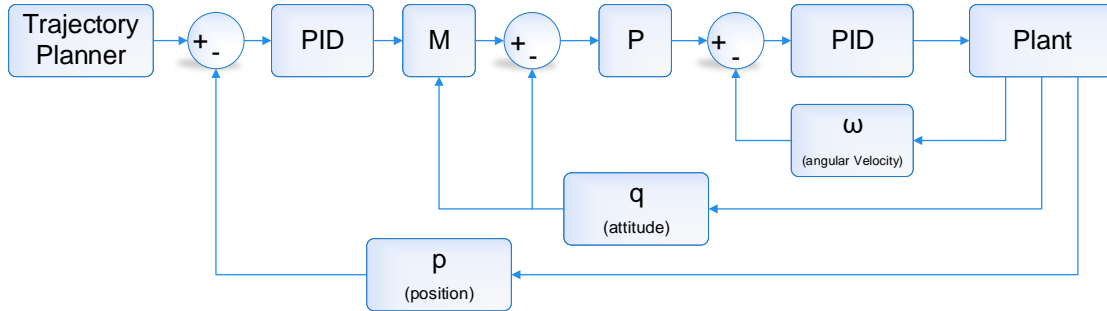 Trajectory
Planner
+
-
PID
M
+
-
P
+
-
PID
Plant
ω
(angular Velocity)
q
(attitude)
p
(position)